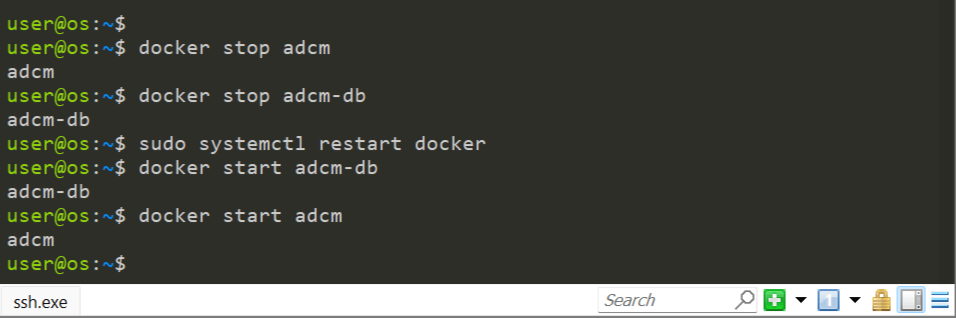 user@os:~$
user@os:~$ docker stop adcm
adcm
user@os:~$ docker stop adcm-db
adcm-db
user@os:~$ sudo systemctl restart docker
user@os:~$ docker start adcm-db
adcm-db
user@os:~$ docker start adcm
adcm
user@os:~$
ssh.exe
Search
1